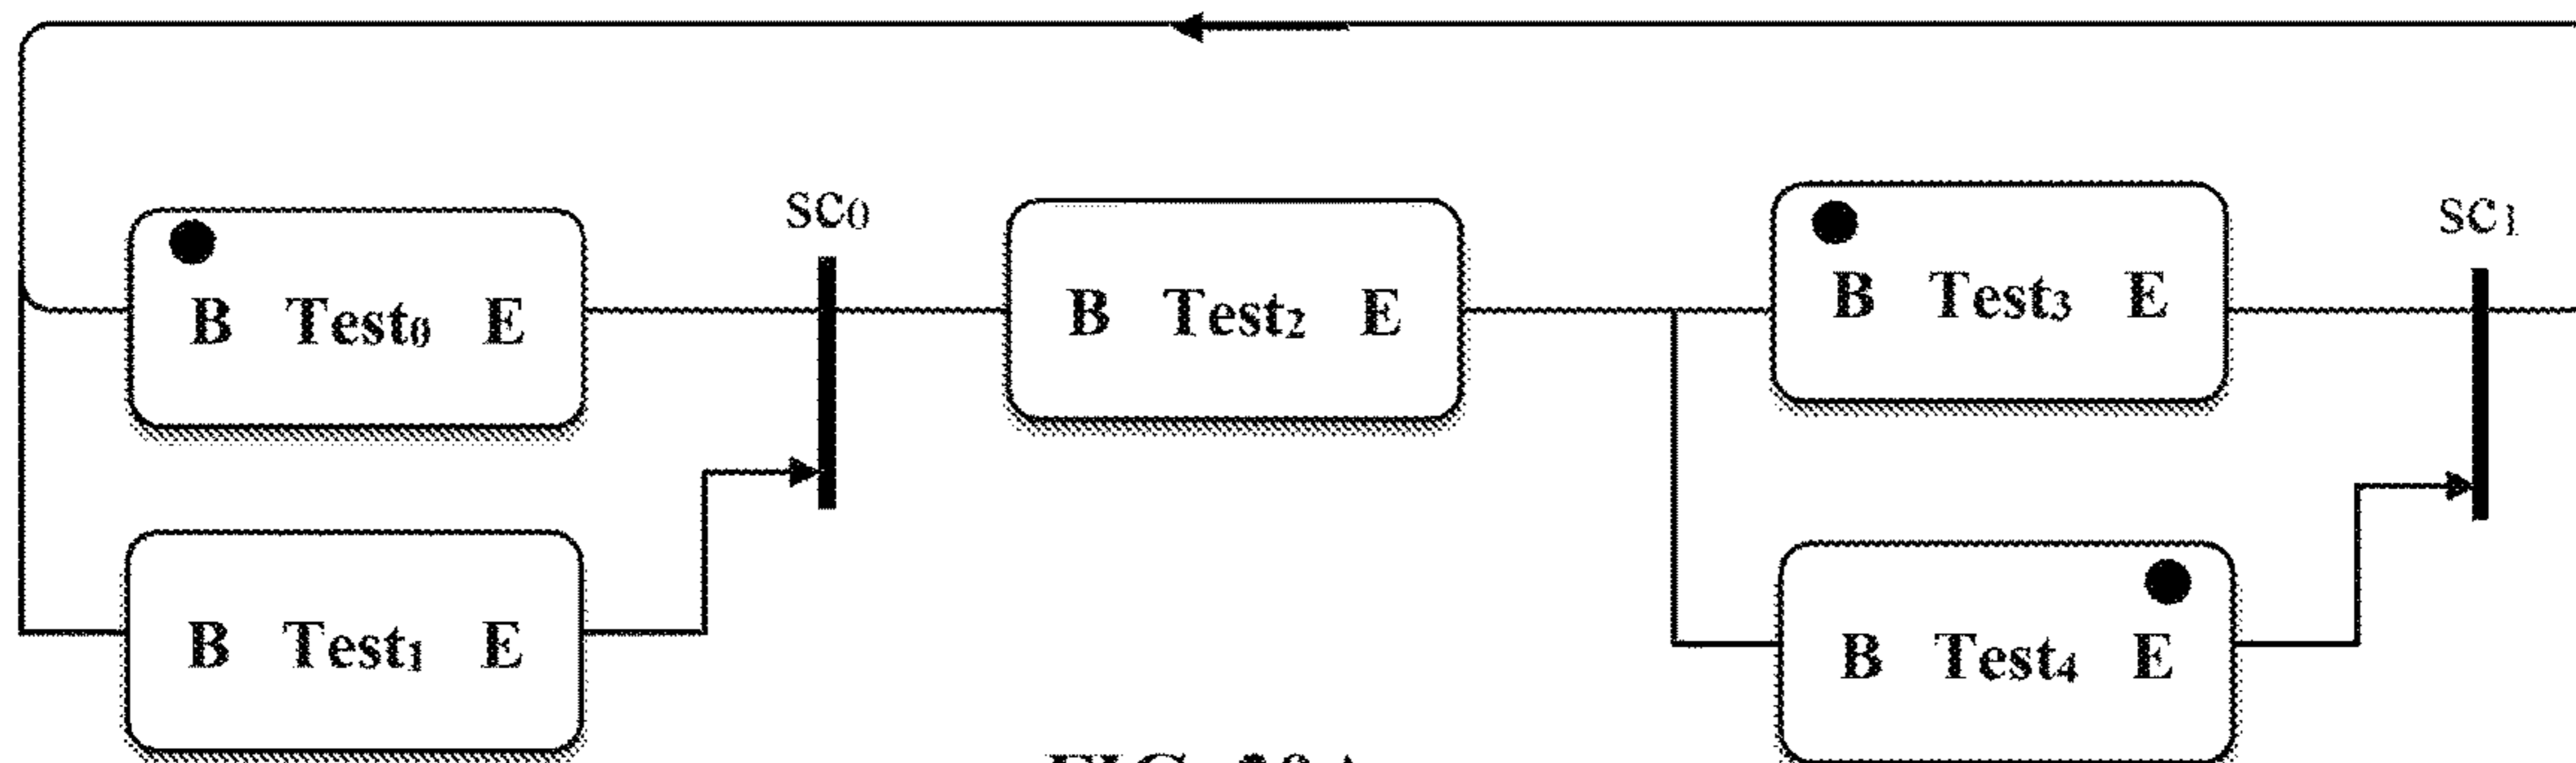 SC₀
SC₁
B Test₀ E
B Test₂ E
B Test₃ E
B Test₁ E
B Test₄ E